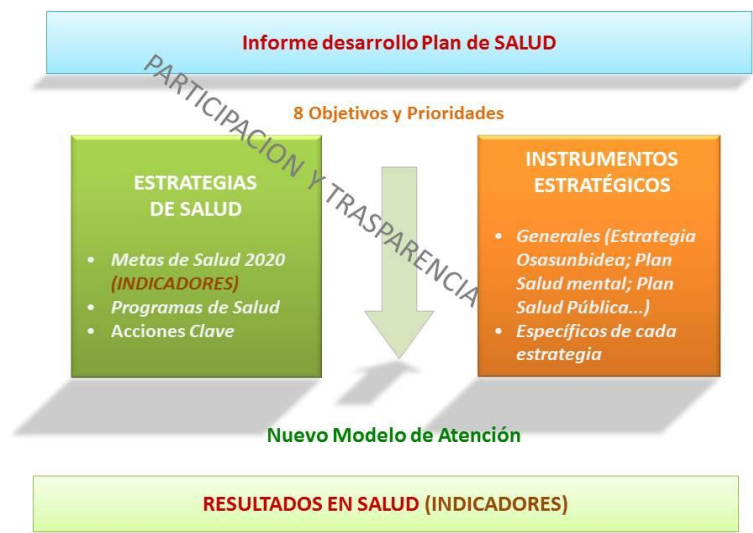 Informe desarrollo Plan de SALUD
PARTICIPACION Y TRASPARENCIA
8 Objetivos y Prioridades
ESTRATEGIAS
DE SALUD
• Metas de Salud 2020
(INDICADORES)
• Programas de Salud
• Acciones Clave
INSTRUMENTOS
ESTRATÉGICOS
• Generales (Estrategia
Osasunbidea; Plan
Salud mental; Plan
Salud Pública...)
• Específicos de cada
estrategia
Nuevo Modelo de Atención
RESULTADOS EN SALUD (INDICADORES)